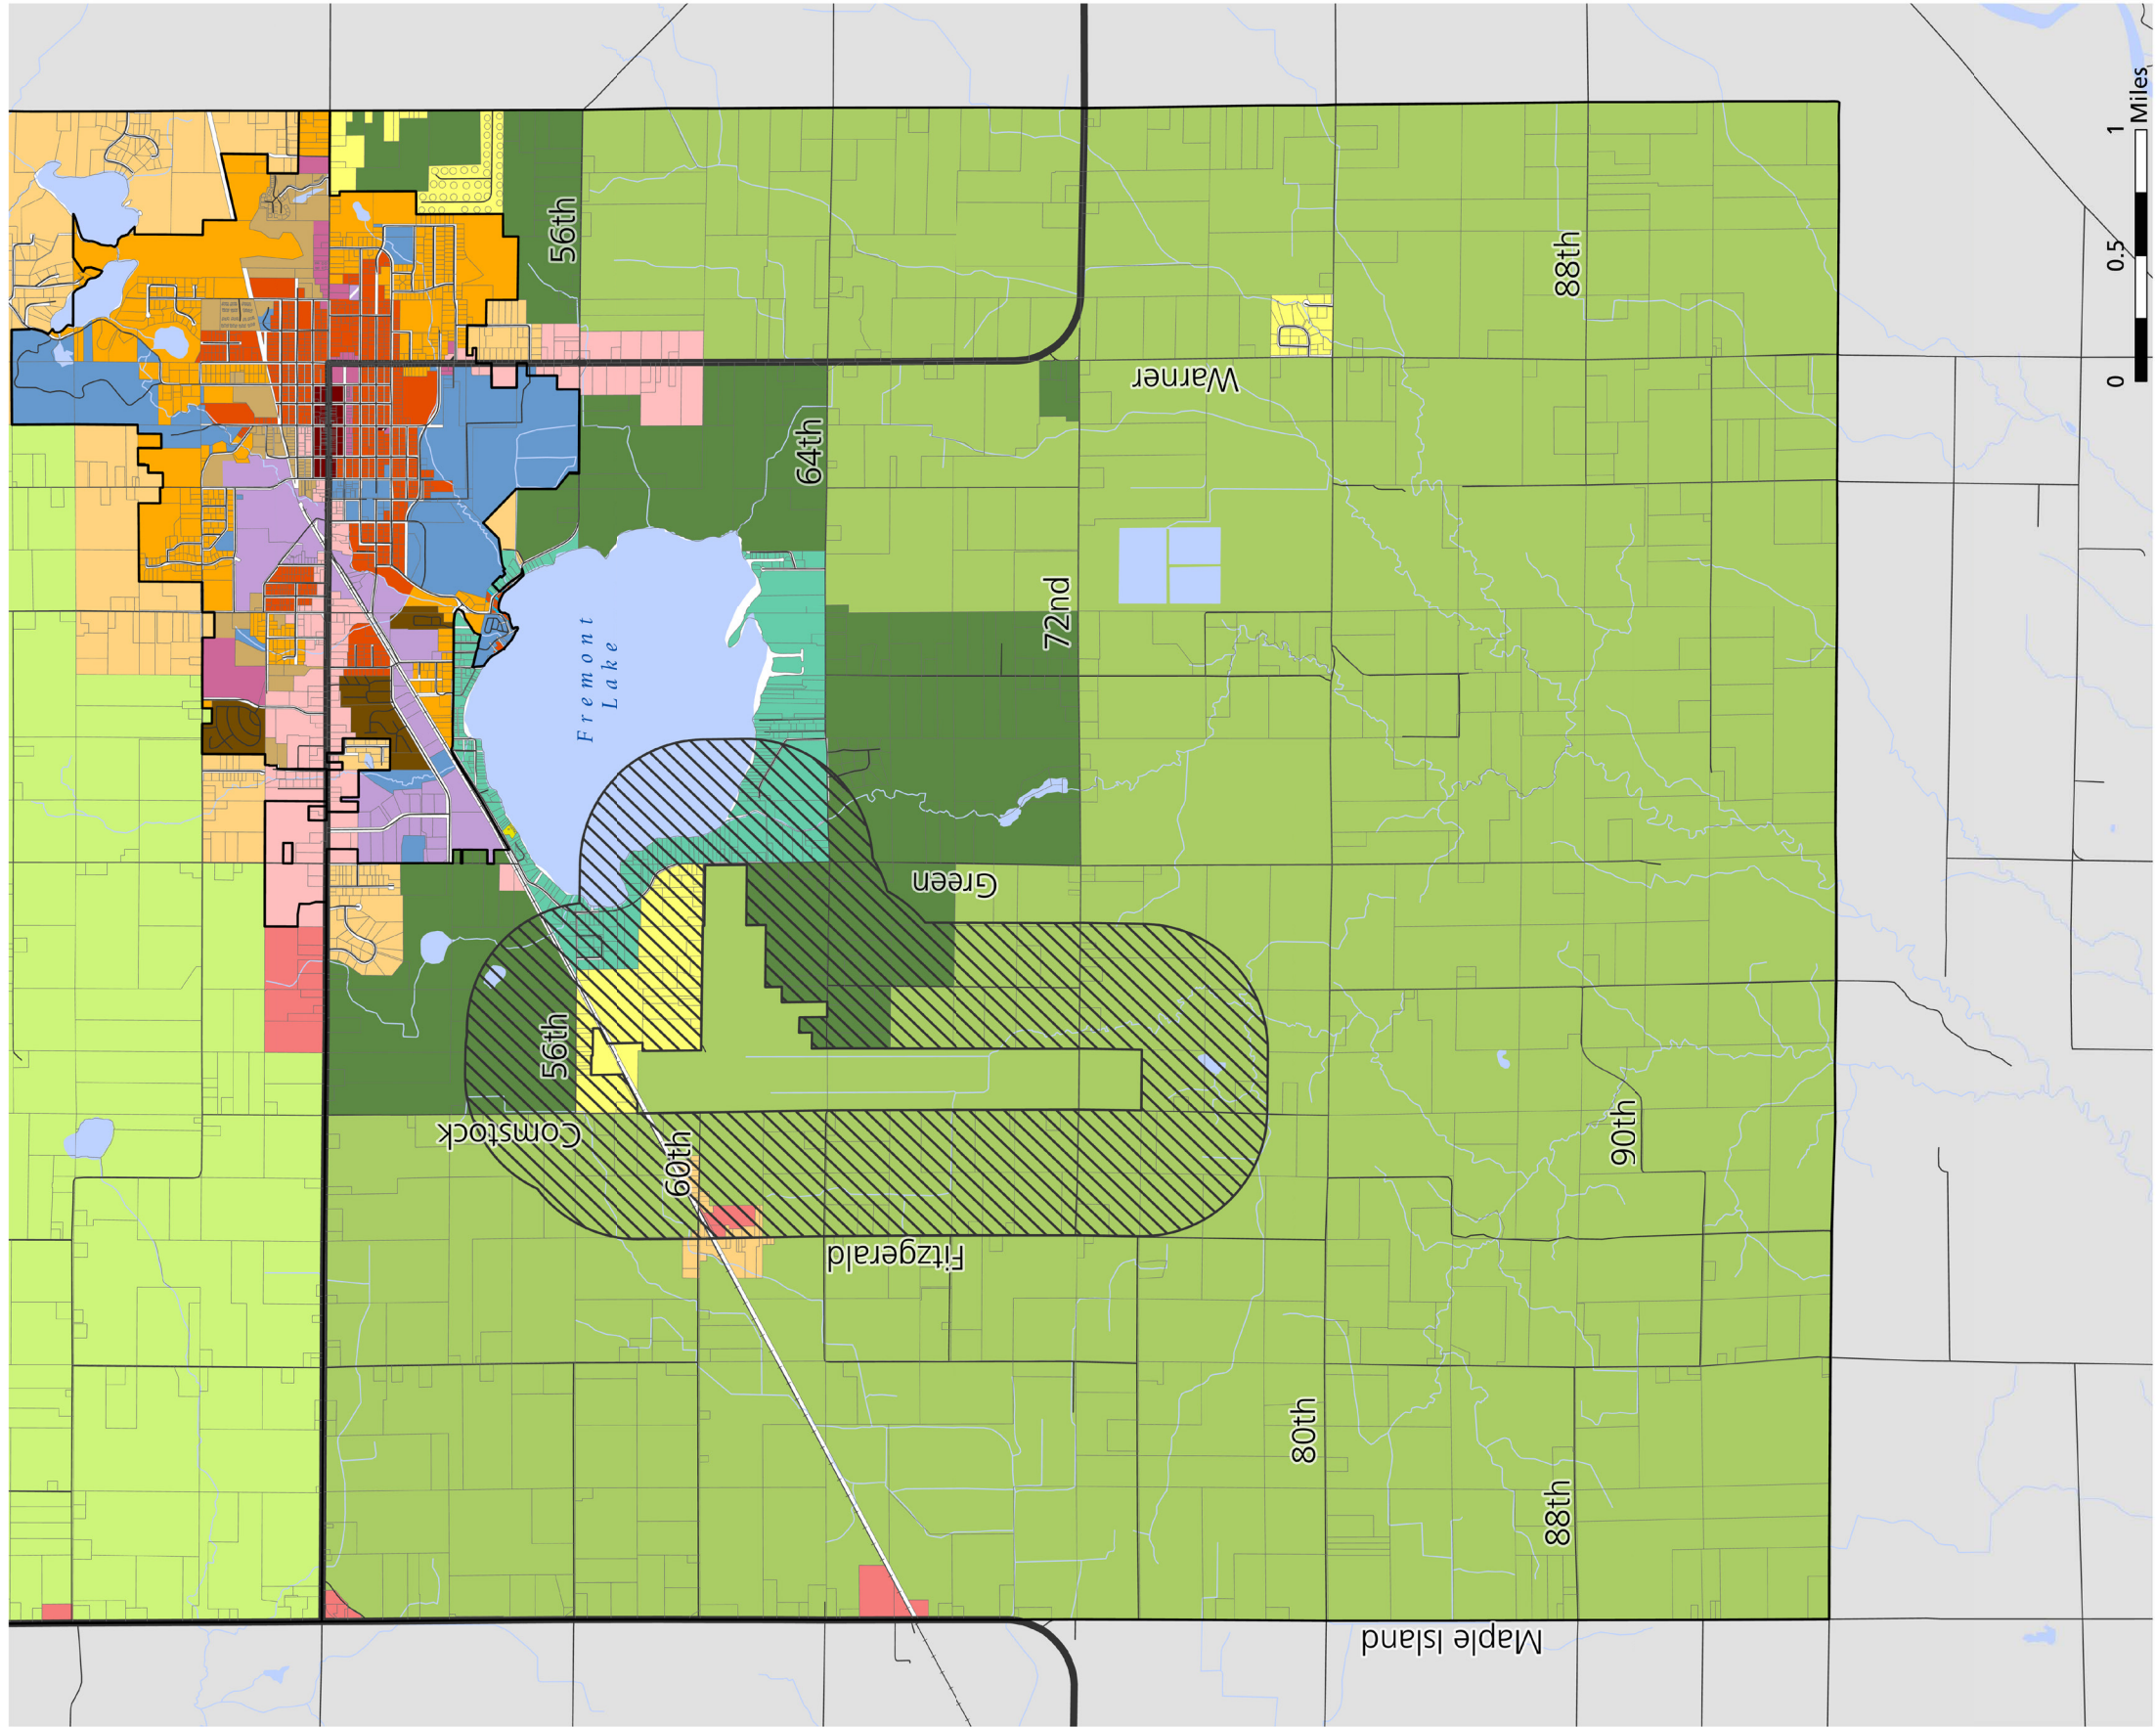 56th
64th
72nd
88th
Warner
Fremont
Lake
Green
56th
Comstock
60th
Fitzgerald
90th
80th
88th
Maple Island
0
0.5
1
Miles